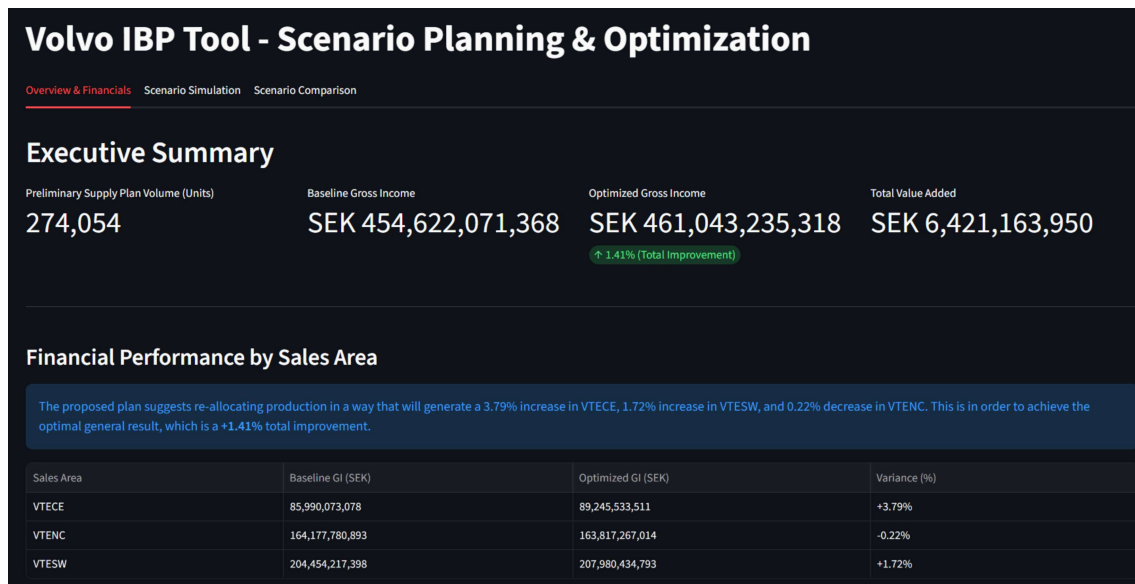 Volvo IBP Tool - Scenario Planning & Optimization
Overview & Financials Scenario Simulation Scenario Comparison
Executive Summary
Preliminary Supply Plan Volume (Units) Baseline Gross Income Optimized Gross Income Total Value Added
274,054 SEK 454,622,071,368 SEK 461,043,235,318 SEK 6,421,163,950
↑ 1.41% (Total Improvement)
Financial Performance by Sales Area
The proposed plan suggests re-allocating production in a way that will generate a 3.79% increase in VTECE, 1.72% increase in VTESW, and 0.22% decrease in VTENC. This is in order to achieve the
optimal general result, which is a +1.41% total improvement.
Sales Area Baseline GI (SEK) Optimized GI (SEK) Variance (%)
VTECE 85,990,073,078 89,245,533,511 +3.79%
VTENC 164,177,780,893 163,817,267,014 -0.22%
VTESW 204,454,217,398 207,980,434,793 +1.72%